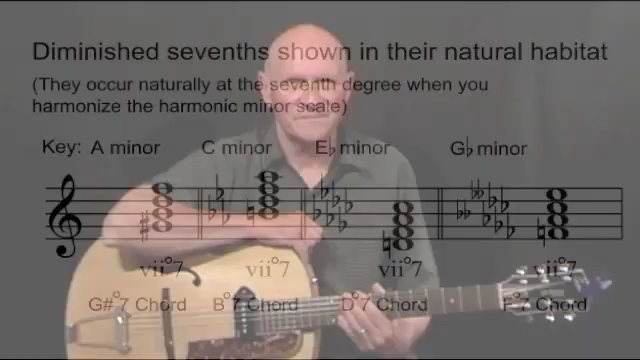 Diminished sevenths shown in their natural habitat
(They occur naturally at the seventh degree when you
harmonize the harmonic minor scale)
Key: A minor C minor E♭ minor G♭ minor
vii°7 vii°7 vii°7 vii°7
G#°7 Chord B°7 Chord D°7 Chord F°7 Chord